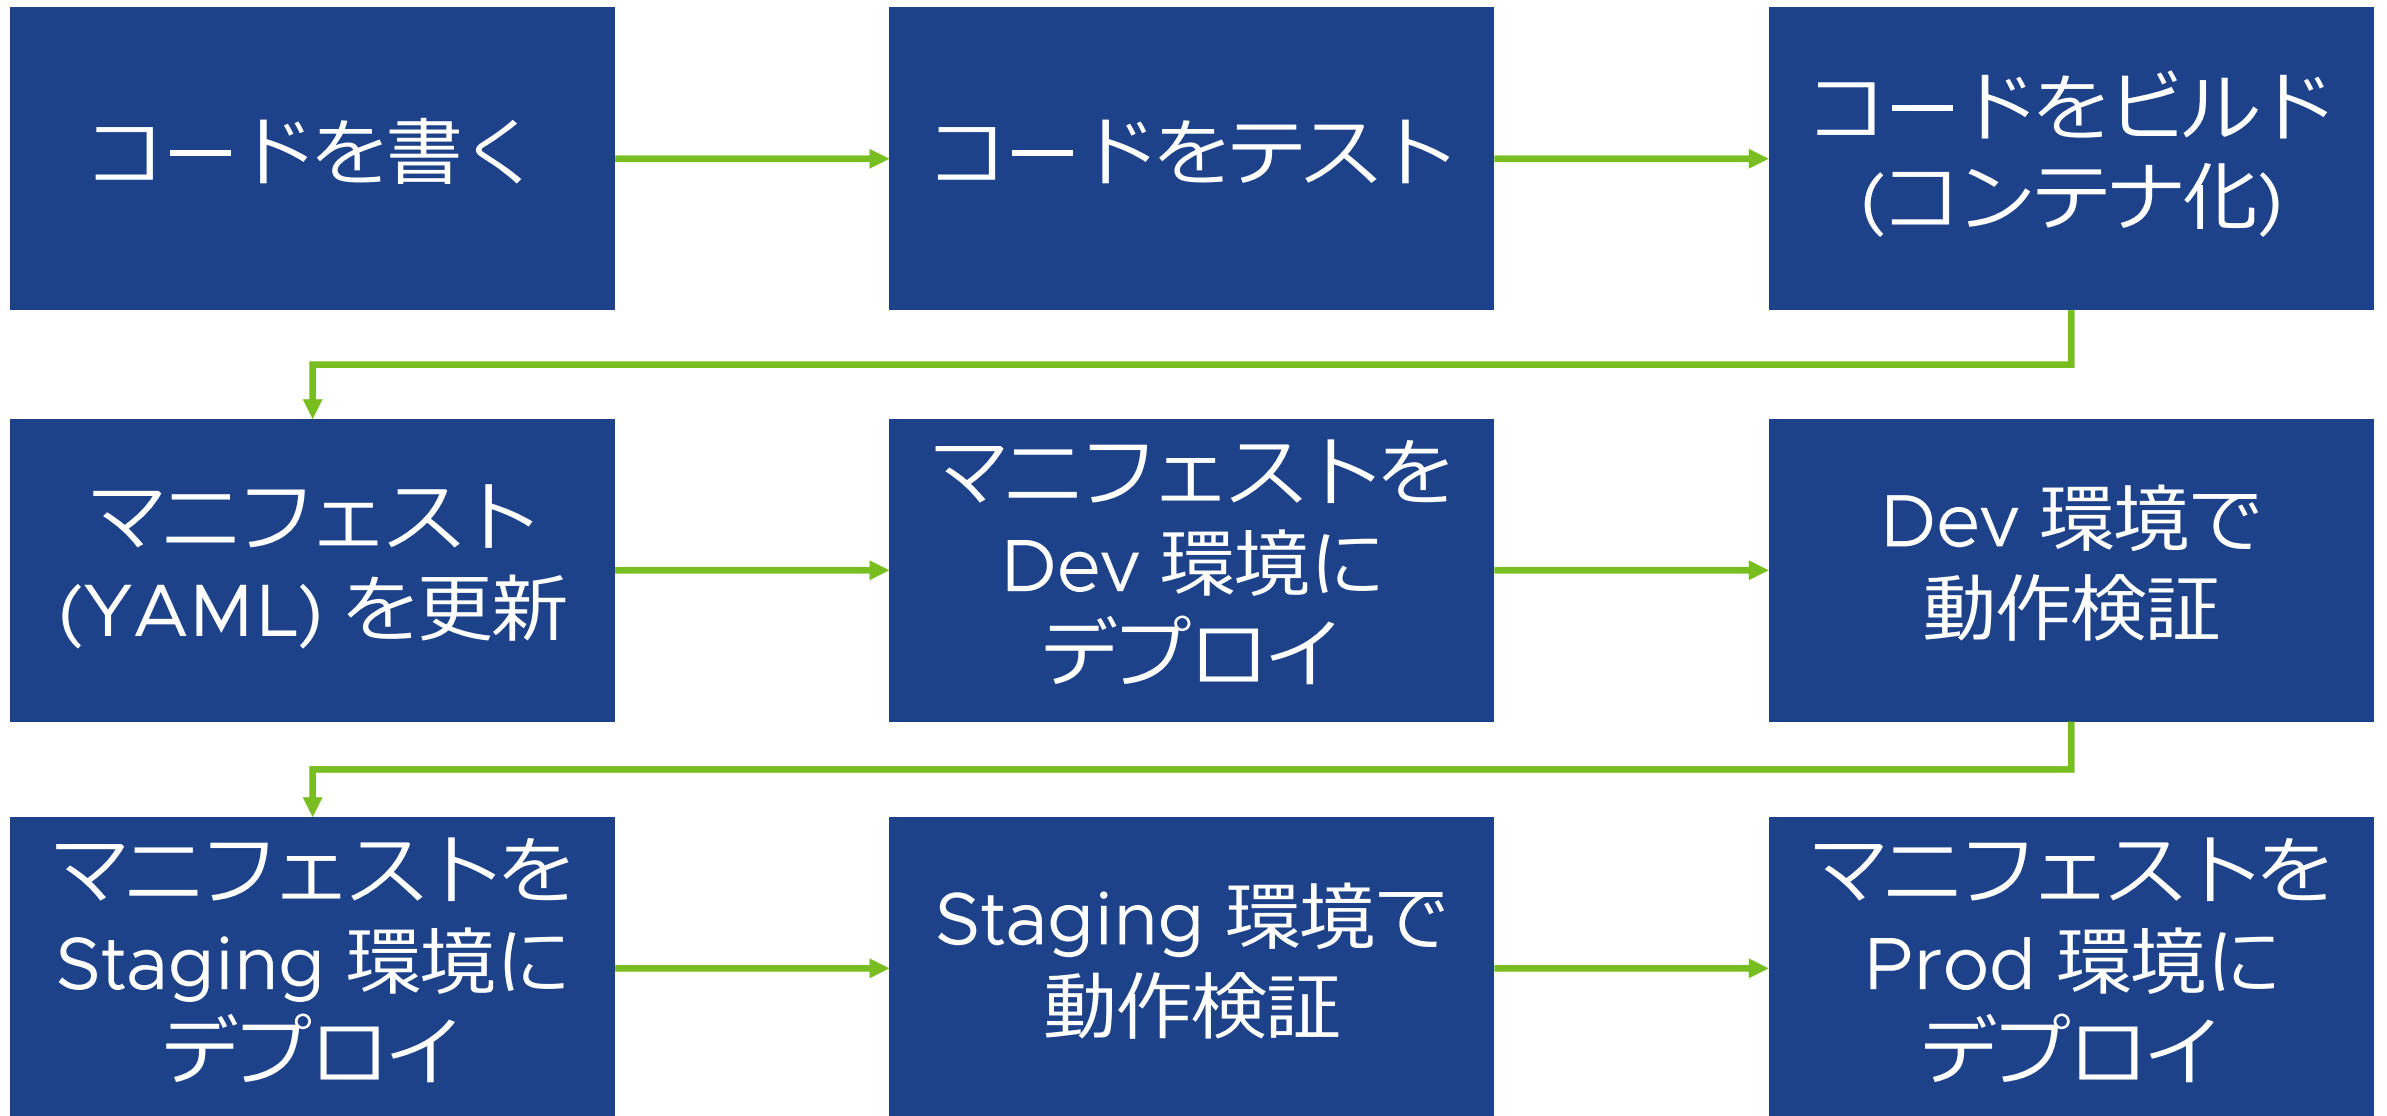 コードを書く
コードをテスト
コードをビルド
(コンテナ化)
マニフェスト
(YAML) を更新
マニフェストを
Dev 環境に
デプロイ
Dev 環境で
動作検証
マニフェストを
Staging 環境に
デプロイ
Staging 環境で
動作検証
マニフェストを
Prod 環境に
デプロイ